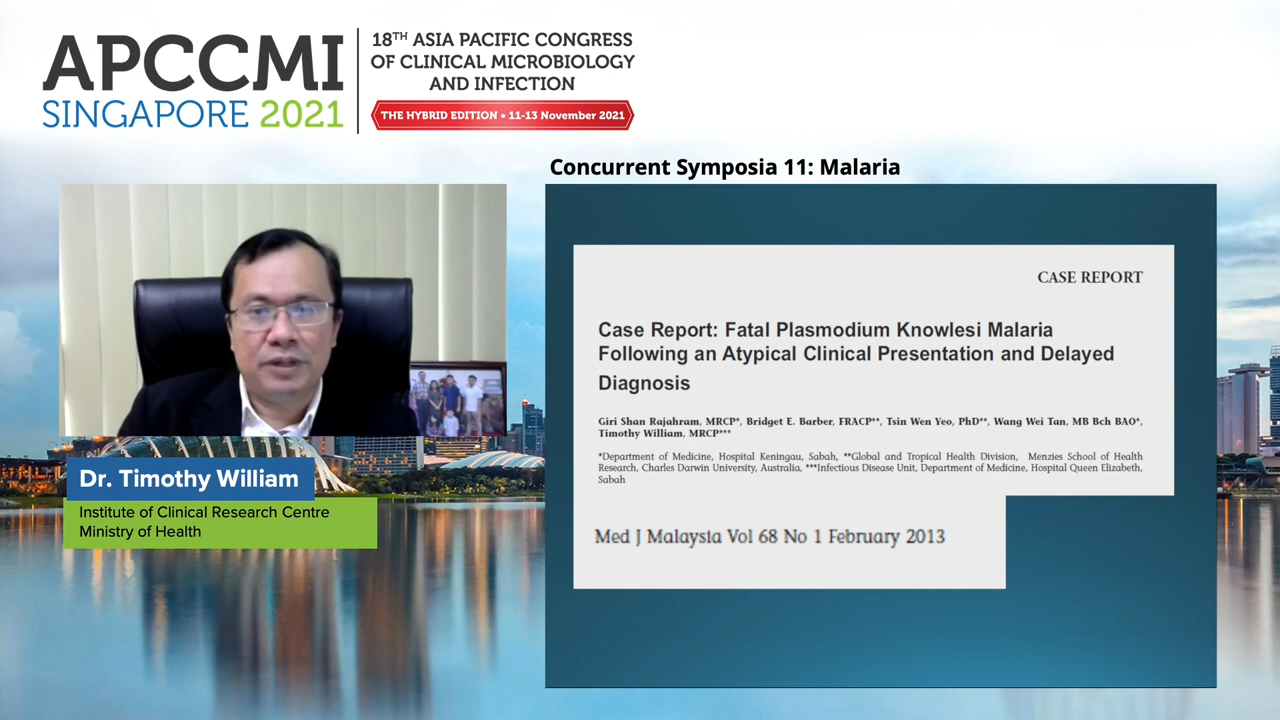 APCCMI
SINGAPORE 2021
18TH ASIA PACIFIC CONGRESS
OF CLINICAL MICROBIOLOGY
AND INFECTION
THE HYBRID EDITION • 11-13 November 2021
Concurrent Symposia 11: Malaria
CASE REPORT
Case Report: Fatal Plasmodium Knowlesi Malaria
Following an Atypical Clinical Presentation and Delayed
Diagnosis
Giri Shan Rajahram, MRCP*, Bridget E. Barber, FRACP**, Tsin Wen Yeo, PhD**, Wang Wei Tan, MB Bch BAO*,
Timothy William, MRCP***
*Department of Medicine, Hospital Keningau, Sabah, **Global and Tropical Health Division, Menzies School of Health
Research, Charles Darwin University, Australia, ***Infectious Disease Unit, Department of Medicine, Hospital Queen Elizabeth,
Sabah
Med J Malaysia Vol 68 No 1 February 2013
Dr. Timothy William
Institute of Clinical Research Centre
Ministry of Health